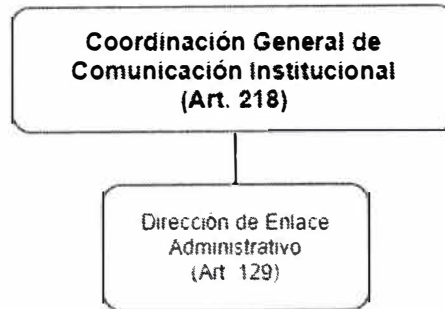 Coordinación General de
Comunicación Institucional
(Art. 218)
Dirección de Enlace
Administrativo
(Art 129)